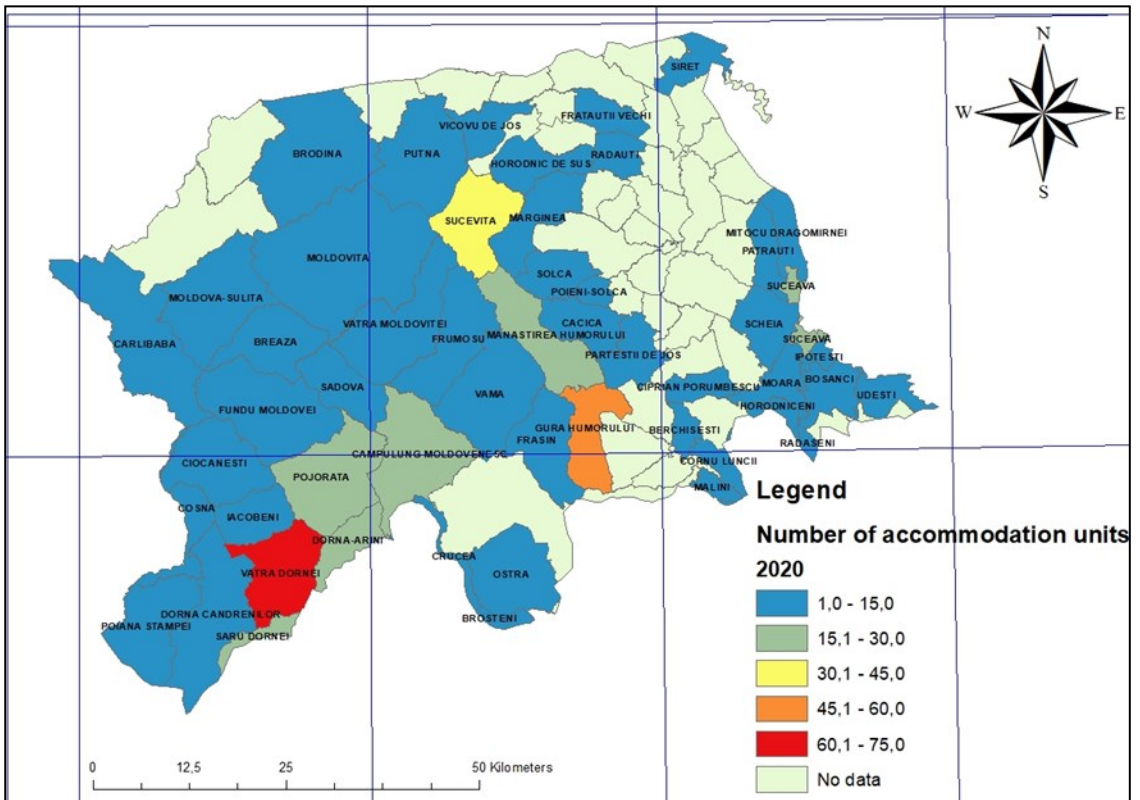 N
W
E
S
SIRET
FRATAUTII VECHI
VICOVU DE JOS
BRODINA
PUTNA
RADAUTI
HORODNIC DE SUS
SUCEVITA
MARGINEA
MITOCU DRAGOMIRNEI
PATRAUTI
MOLDOVITA
SOLCA
SUCEAVA
POIENI-SOLCA
MOLDOVA-SULITA
VATRA MOLDOVITEI
CACICA
SCHEIA
MANASTIREA HUMORULUI
FRUMOSU
SUCEAVA
CARLIBABA
BREAZA
PARTESTII DE JOS
IPOTESTI
BOSANCI
SADOVA
CIPRIAN PORUMBESCU
MOARA
VAMA
UDESTI
HORODNICENI
FUNDU MOLDOVEI
GURA HUMORULUI
BERCHISESTI
FRASIN
RADASENI
CAMPULUNG MOLDOVENESC
CIOCANESTI
CORNU LUNCII
POJORATA
MALINI
COSNA
IACOBENI
DORNA-ARINI
CRUCEA
VATRA DORNEI
OSTRA
DORNA CANDRENILOR
BROSTENI
POIANA STAMPEI
SARU DORNEI
Legend
Number of accommodation units
2020
1,0 - 15,0
15,1 - 30,0
30,1 - 45,0
45,1 - 60,0
60,1 - 75,0
No data
0 12,5 25 50 Kilometers